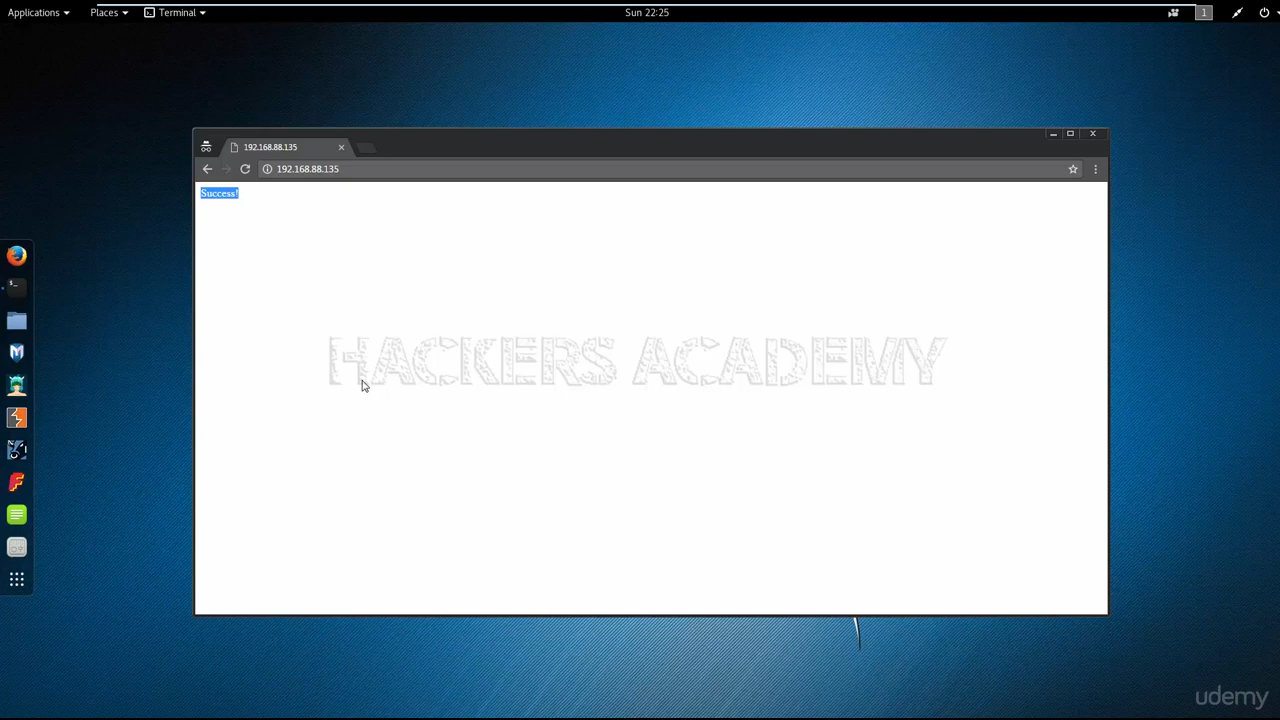 Applications Places Terminal Sun 22:25 1
192.168.88.135
192.168.88.135
Success!
HACKERS ACADEMY
udemy